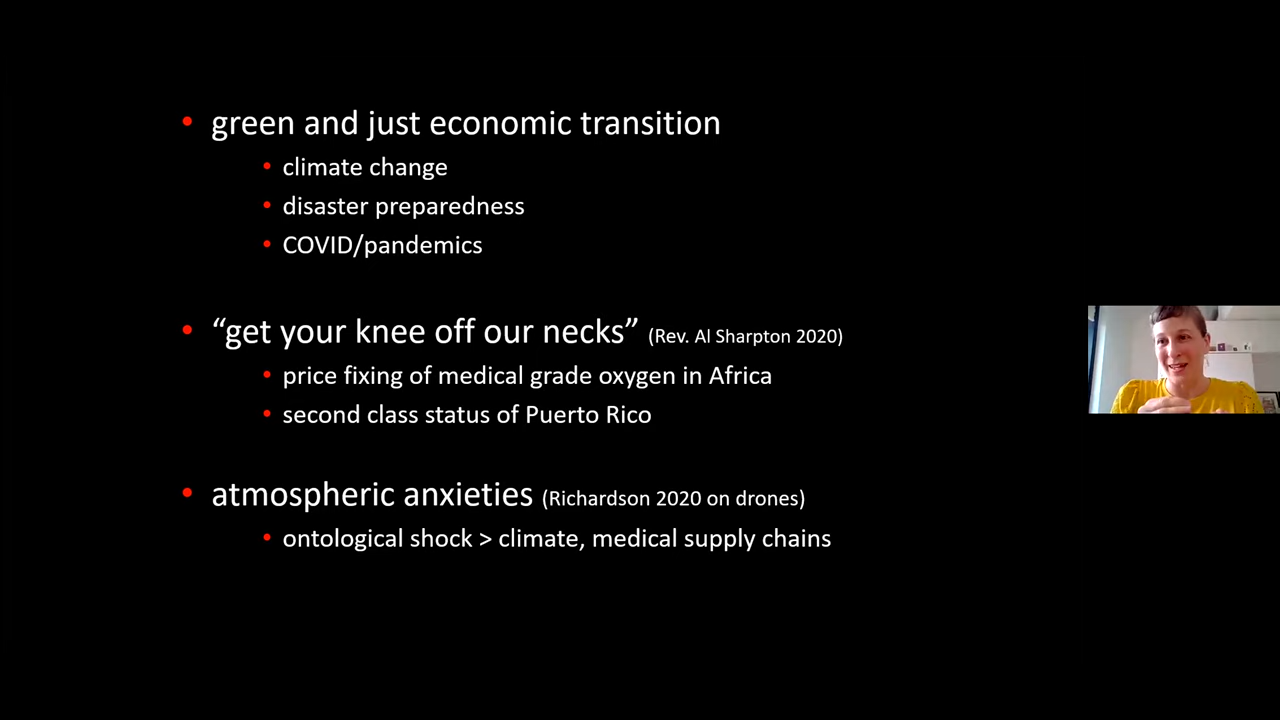 • green and just economic transition
• climate change
• disaster preparedness
• COVID/pandemics
• “get your knee off our necks” (Rev. Al Sharpton 2020)
• price fixing of medical grade oxygen in Africa
• second class status of Puerto Rico
• atmospheric anxieties (Richardson 2020 on drones)
• ontological shock > climate, medical supply chains